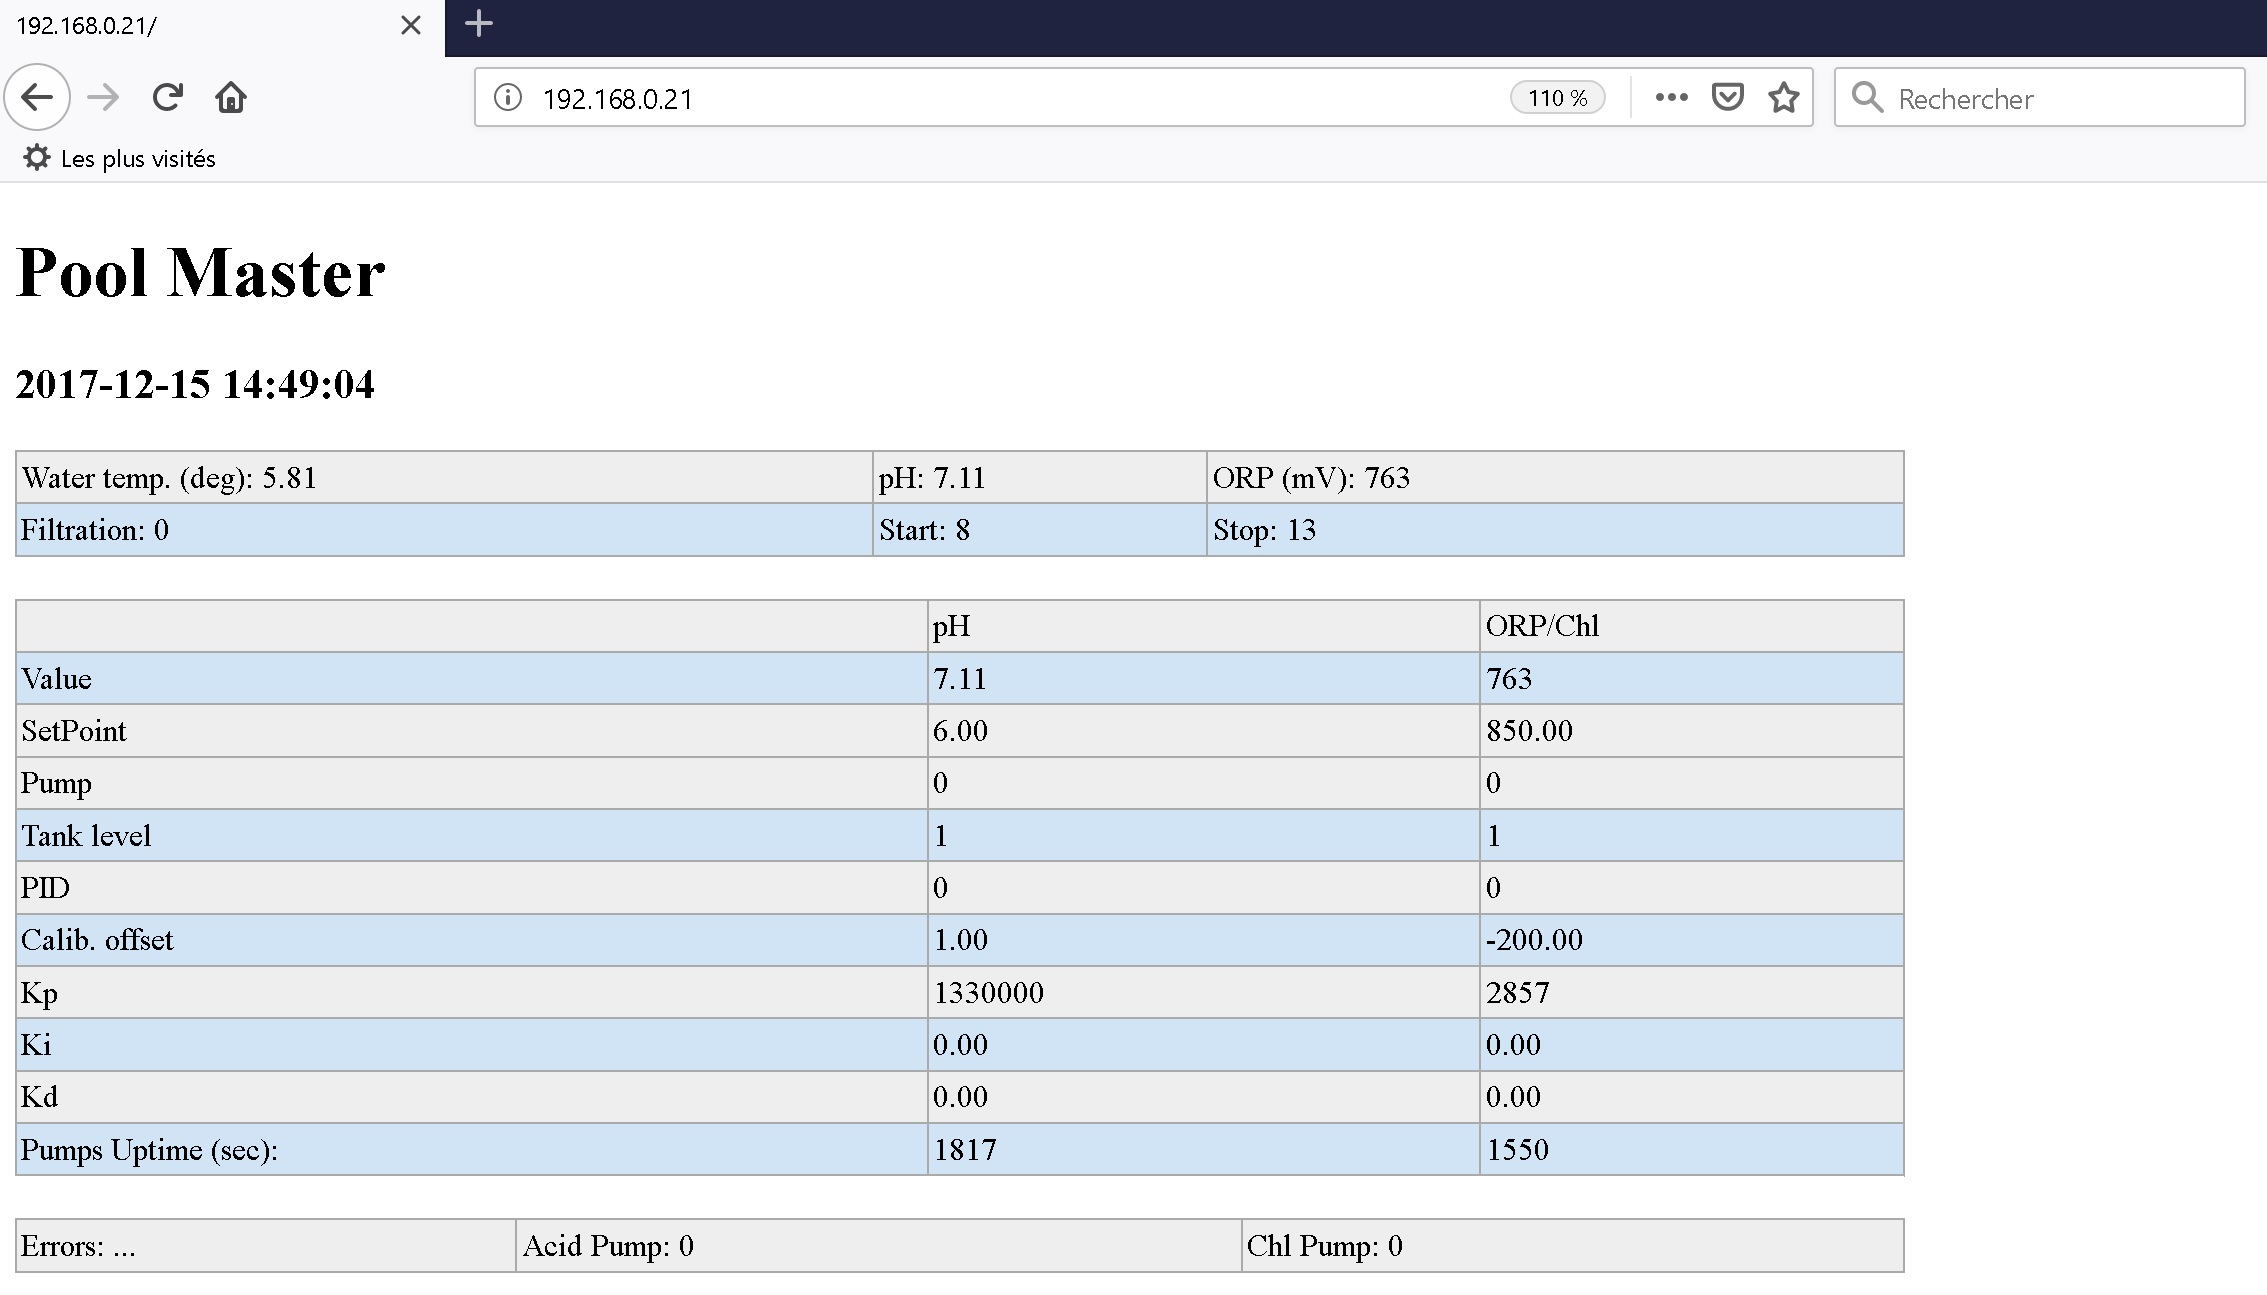 192.168.0.21/
192.168.0.21
110 %
Rechercher
Les plus visités
Pool Master
2017-12-15 14:49:04
Water temp. (deg): 5.81 pH: 7.11 ORP (mV): 763
Filtration: 0 Start: 8 Stop: 13
pH ORP/Chl
Value 7.11 763
SetPoint 6.00 850.00
Pump 0 0
Tank level 1 1
PID 0 0
Calib. offset 1.00 -200.00
Kp 1330000 2857
Ki 0.00 0.00
Kd 0.00 0.00
Pumps Uptime (sec): 1817 1550
Errors: ... Acid Pump: 0 Chl Pump: 0